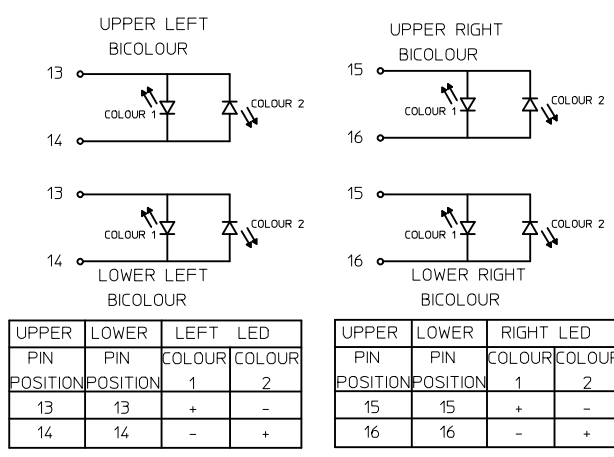 UPPER LEFT
BICOLOUR
13
COLOUR 1
COLOUR 2
14
13
COLOUR 1
COLOUR 2
14
LOWER LEFT
BICOLOUR
UPPER RIGHT
BICOLOUR
15
COLOUR 1
COLOUR 2
16
15
COLOUR 1
COLOUR 2
16
LOWER RIGHT
BICOLOUR
UPPER LOWER LEFT LED
PIN PIN COLOUR COLOUR
POSITION POSITION 1 2
13 13 + -
14 14 - +
UPPER LOWER RIGHT LED
PIN PIN COLOUR COLOUR
POSITION POSITION 1 2
15 15 + -
16 16 - +